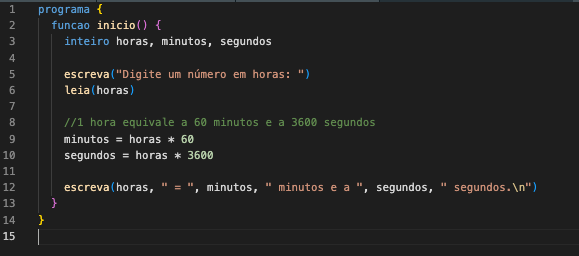 1 programa {
2 funcao inicio() {
3 inteiro horas, minutos, segundos
4
5 escreva("Digite um número em horas: ")
6 leia(horas)
7
8 //1 hora equivale a 60 minutos e a 3600 segundos
9 minutos = horas * 60
10 segundos = horas * 3600
11
12 escreva(horas, " = ", minutos, " minutos e a ", segundos, " segundos.\n")
13 }
14 }
15